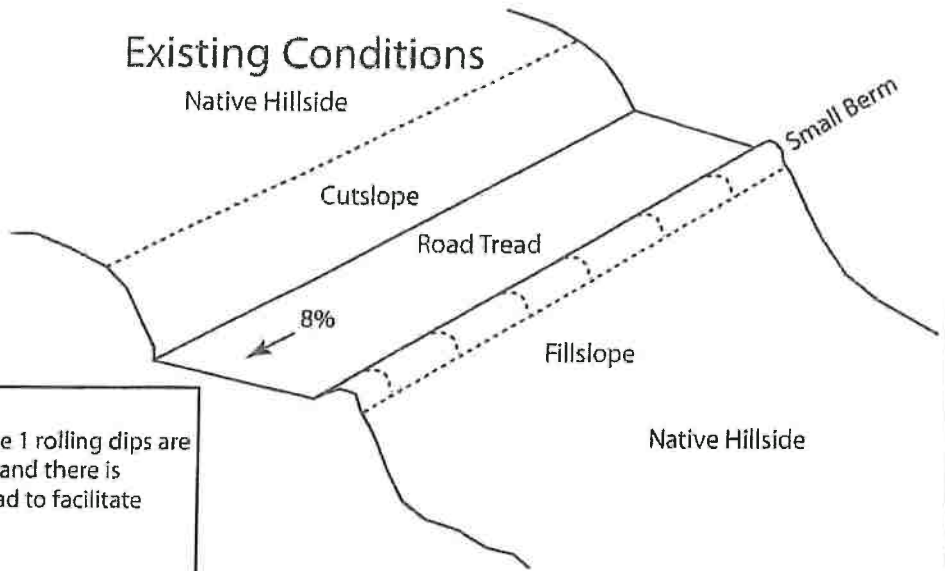 Existing Conditions
Native Hillside
Small Berm
Cutslope
Road Tread
8%
Fillslope
Native Hillside
e 1 rolling dips are
and there is
ad to facilitate